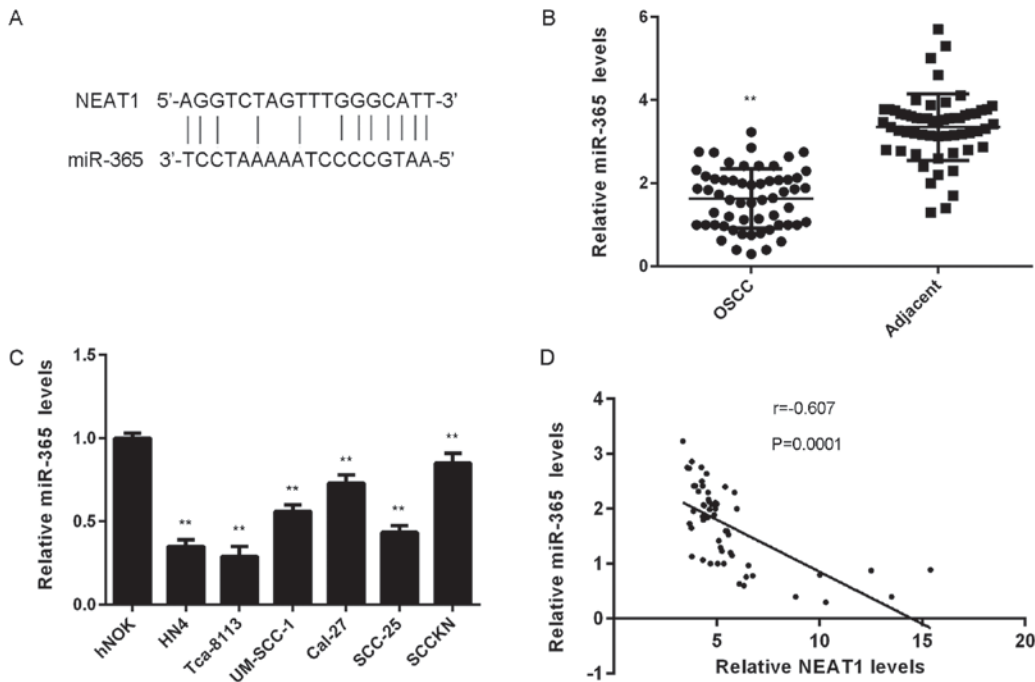 A
NEAT1 5'-AGGTCTAGTTTGGGCATT-3'
miR-365 3'-TCCTAAAAATCCCCGTAA-5'
B
Relative miR-365 levels
6
4
2
0
**
OSCC
Adjacent
C
Relative miR-365 levels
1.5
1.0
0.5
0.0
** ** ** ** ** **
hNOK
HN4
Tca-8113
UM-SCC-1
Cal-27
SCC-25
SCCKN
D
Relative miR-365 levels
4
3
2
1
0
-1
r=-0.607
P=0.0001
5 10 15 20
Relative NEAT1 levels